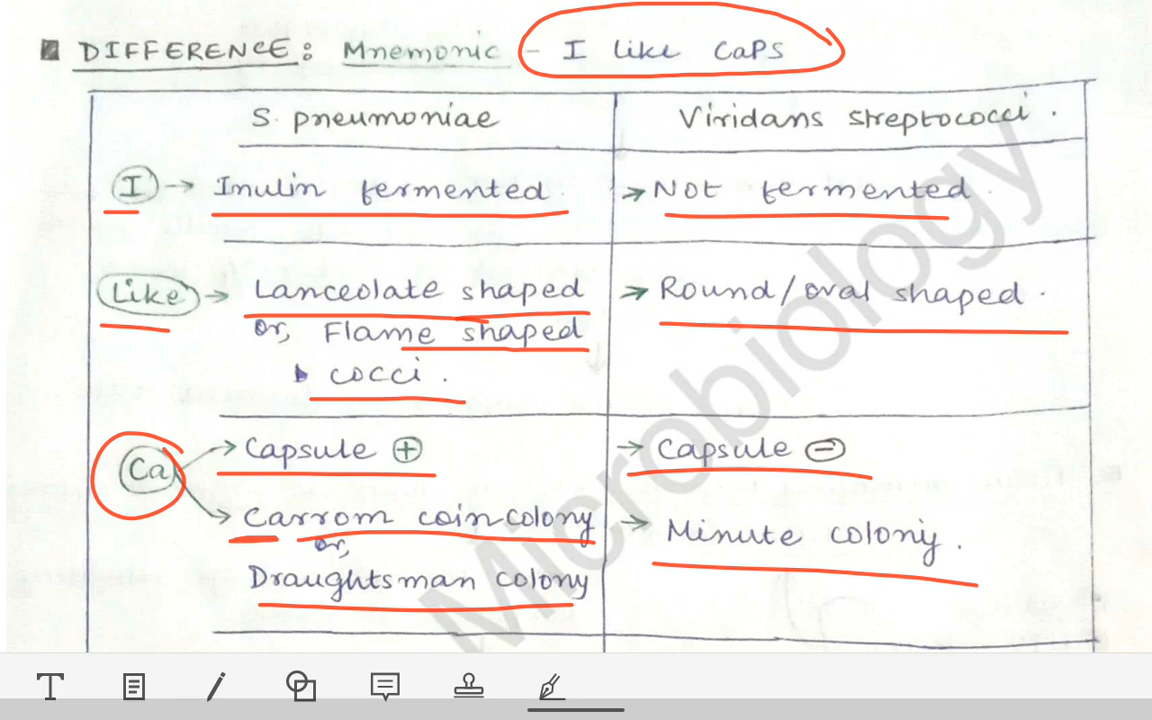 DIFFERENCE: Mnemonic - I like CaPS
S. pneumoniae
Viridans streptococci.
I → Inulin fermented.
→ Not fermented.
Like → Lanceolate shaped
or, Flame shaped
cocci.
→ Round/oval shaped.
Ca → Capsule ⊕
→ Capsule ⊖
→ Carrom coin colony
or,
Draughtsman colony
→ Minute colony.
Microbiology
T